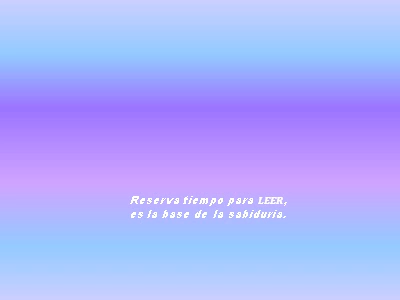 Reserva tiempo para LEER,
es la base de la sabiduría.